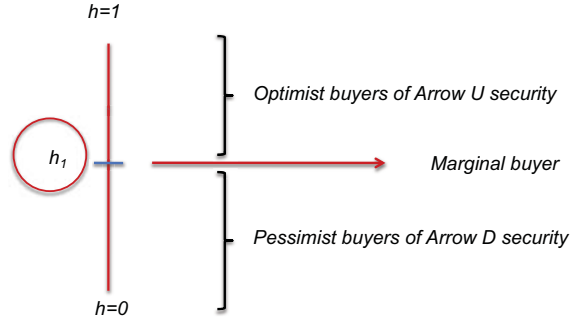 h=1
Optimist buyers of Arrow U security
h1
Marginal buyer
Pessimist buyers of Arrow D security
h=0